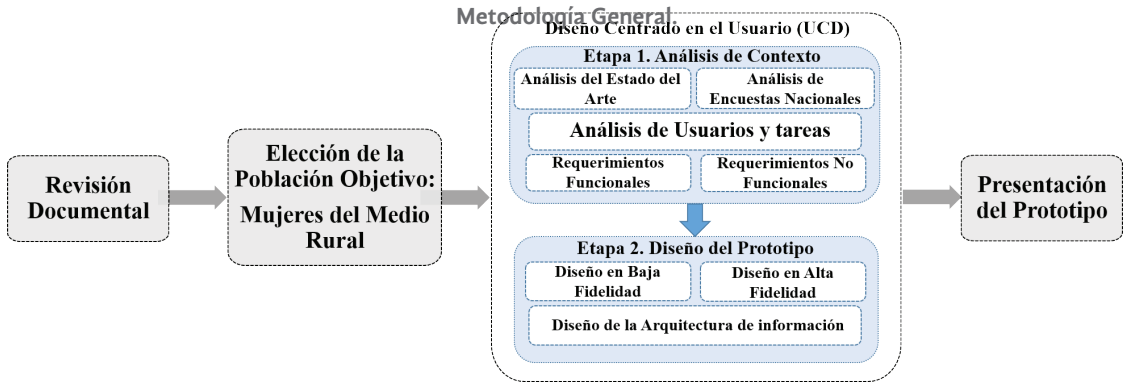 Metodología General.
Diseño Centrado en el Usuario (UCD)
Etapa 1. Análisis de Contexto
Análisis del Estado del
Arte
Análisis de
Encuestas Nacionales
Análisis de Usuarios y tareas
Requerimientos
Funcionales
Requerimientos No
Funcionales
Revisión
Documental
Elección de la
Población Objetivo:
Mujeres del Medio
Rural
Etapa 2. Diseño del Prototipo
Diseño en Baja
Fidelidad
Diseño en Alta
Fidelidad
Diseño de la Arquitectura de información
Presentación
del Prototipo